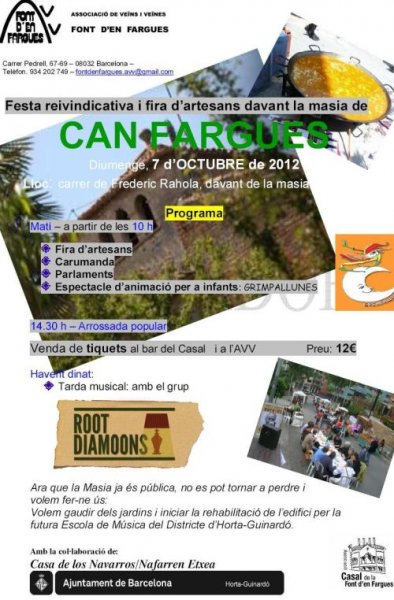 FONT
D'EN
FARGUES
ASSOCIACIÓ DE VEÏNS I VEÏNES
FONT D'EN FARGUES
Carrer Pedrell, 67-69 – 08032 Barcelona –
Telèfon. 934 202 749 – fontdenfargues.avv@gmail.com
Festa reivindicativa i fira d'artesans davant la masia de
CAN FARGUES
Diumenge, 7 d'OCTUBRE de 2012
Lloc: carrer de Frederic Rahola, davant de la masia
Programa
Matí – a partir de les 10 h
Fira d'artesans
Carumanda
Parlaments
Espectacle d'animació per a infants: GRIMPALLUNES
14.30 h – Arrossada popular
Venda de tiquets al bar del Casal i a l'AVV Preu: 12€
Havent dinat:
Tarda musical: amb el grup
ROOT
DIAMOONS
Ara que la Masia ja és pública, no es pot tornar a perdre i
volem fer-ne ús:
Volem gaudir dels jardins i iniciar la rehabilitació de l'edifici per la
futura Escola de Música del Districte d'Horta-Guinardó.
Amb la col·laboració de:
Casa de los Navarros/Nafarren Etxea
Ajuntament de Barcelona Horta-Guinardó
Casal de la
Font d'en Fargues